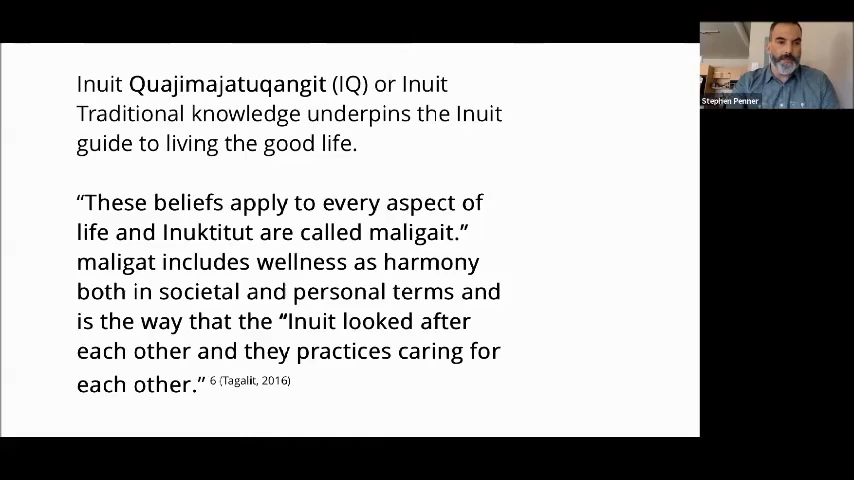 Inuit Quajimajatuqangit (IQ) or Inuit
Traditional knowledge underpins the Inuit
guide to living the good life.
“These beliefs apply to every aspect of
life and Inuktitut are called maligait.”
maligat includes wellness as harmony
both in societal and personal terms and
is the way that the “Inuit looked after
each other and they practices caring for
each other.” 6 (Tagalit, 2016)
Stephen Penner